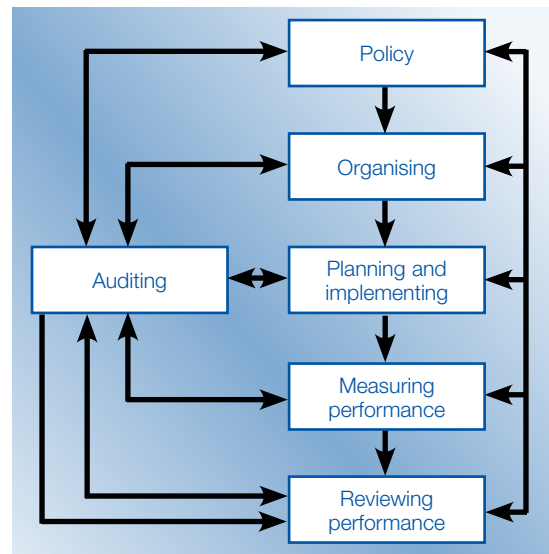 Policy
Organising
Auditing
Planning and
implementing
Measuring
performance
Reviewing
performance